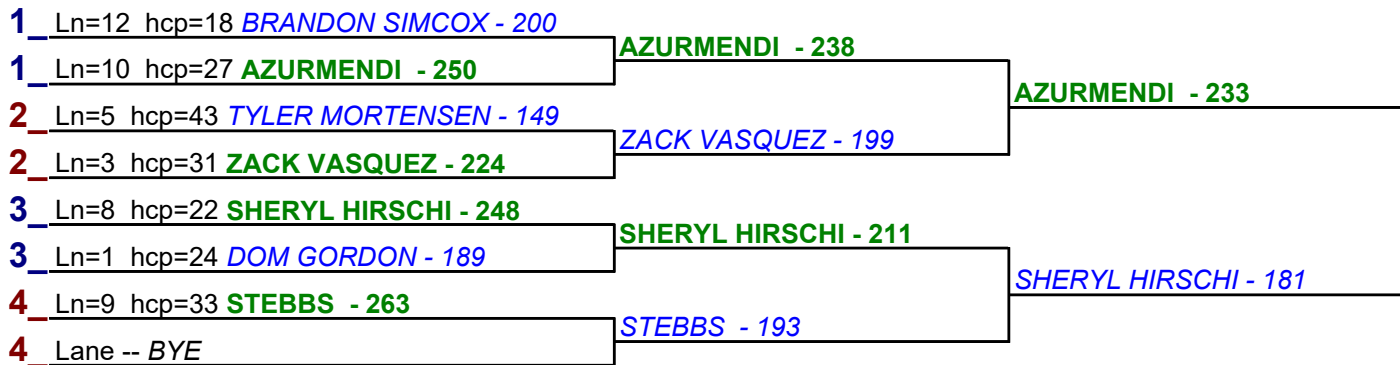 1_ Ln=12 hcp=18 BRANDON SIMCOX - 200
1_ Ln=10 hcp=27 AZURMENDI - 250
2_ Ln=5 hcp=43 TYLER MORTENSEN - 149
2_ Ln=3 hcp=31 ZACK VASQUEZ - 224
3_ Ln=8 hcp=22 SHERYL HIRSCHI - 248
3_ Ln=1 hcp=24 DOM GORDON - 189
4_ Ln=9 hcp=33 STEBBS - 263
4_ Lane -- BYE
AZURMENDI - 238
ZACK VASQUEZ - 199
SHERYL HIRSCHI - 211
STEBBS - 193
AZURMENDI - 233
SHERYL HIRSCHI - 181